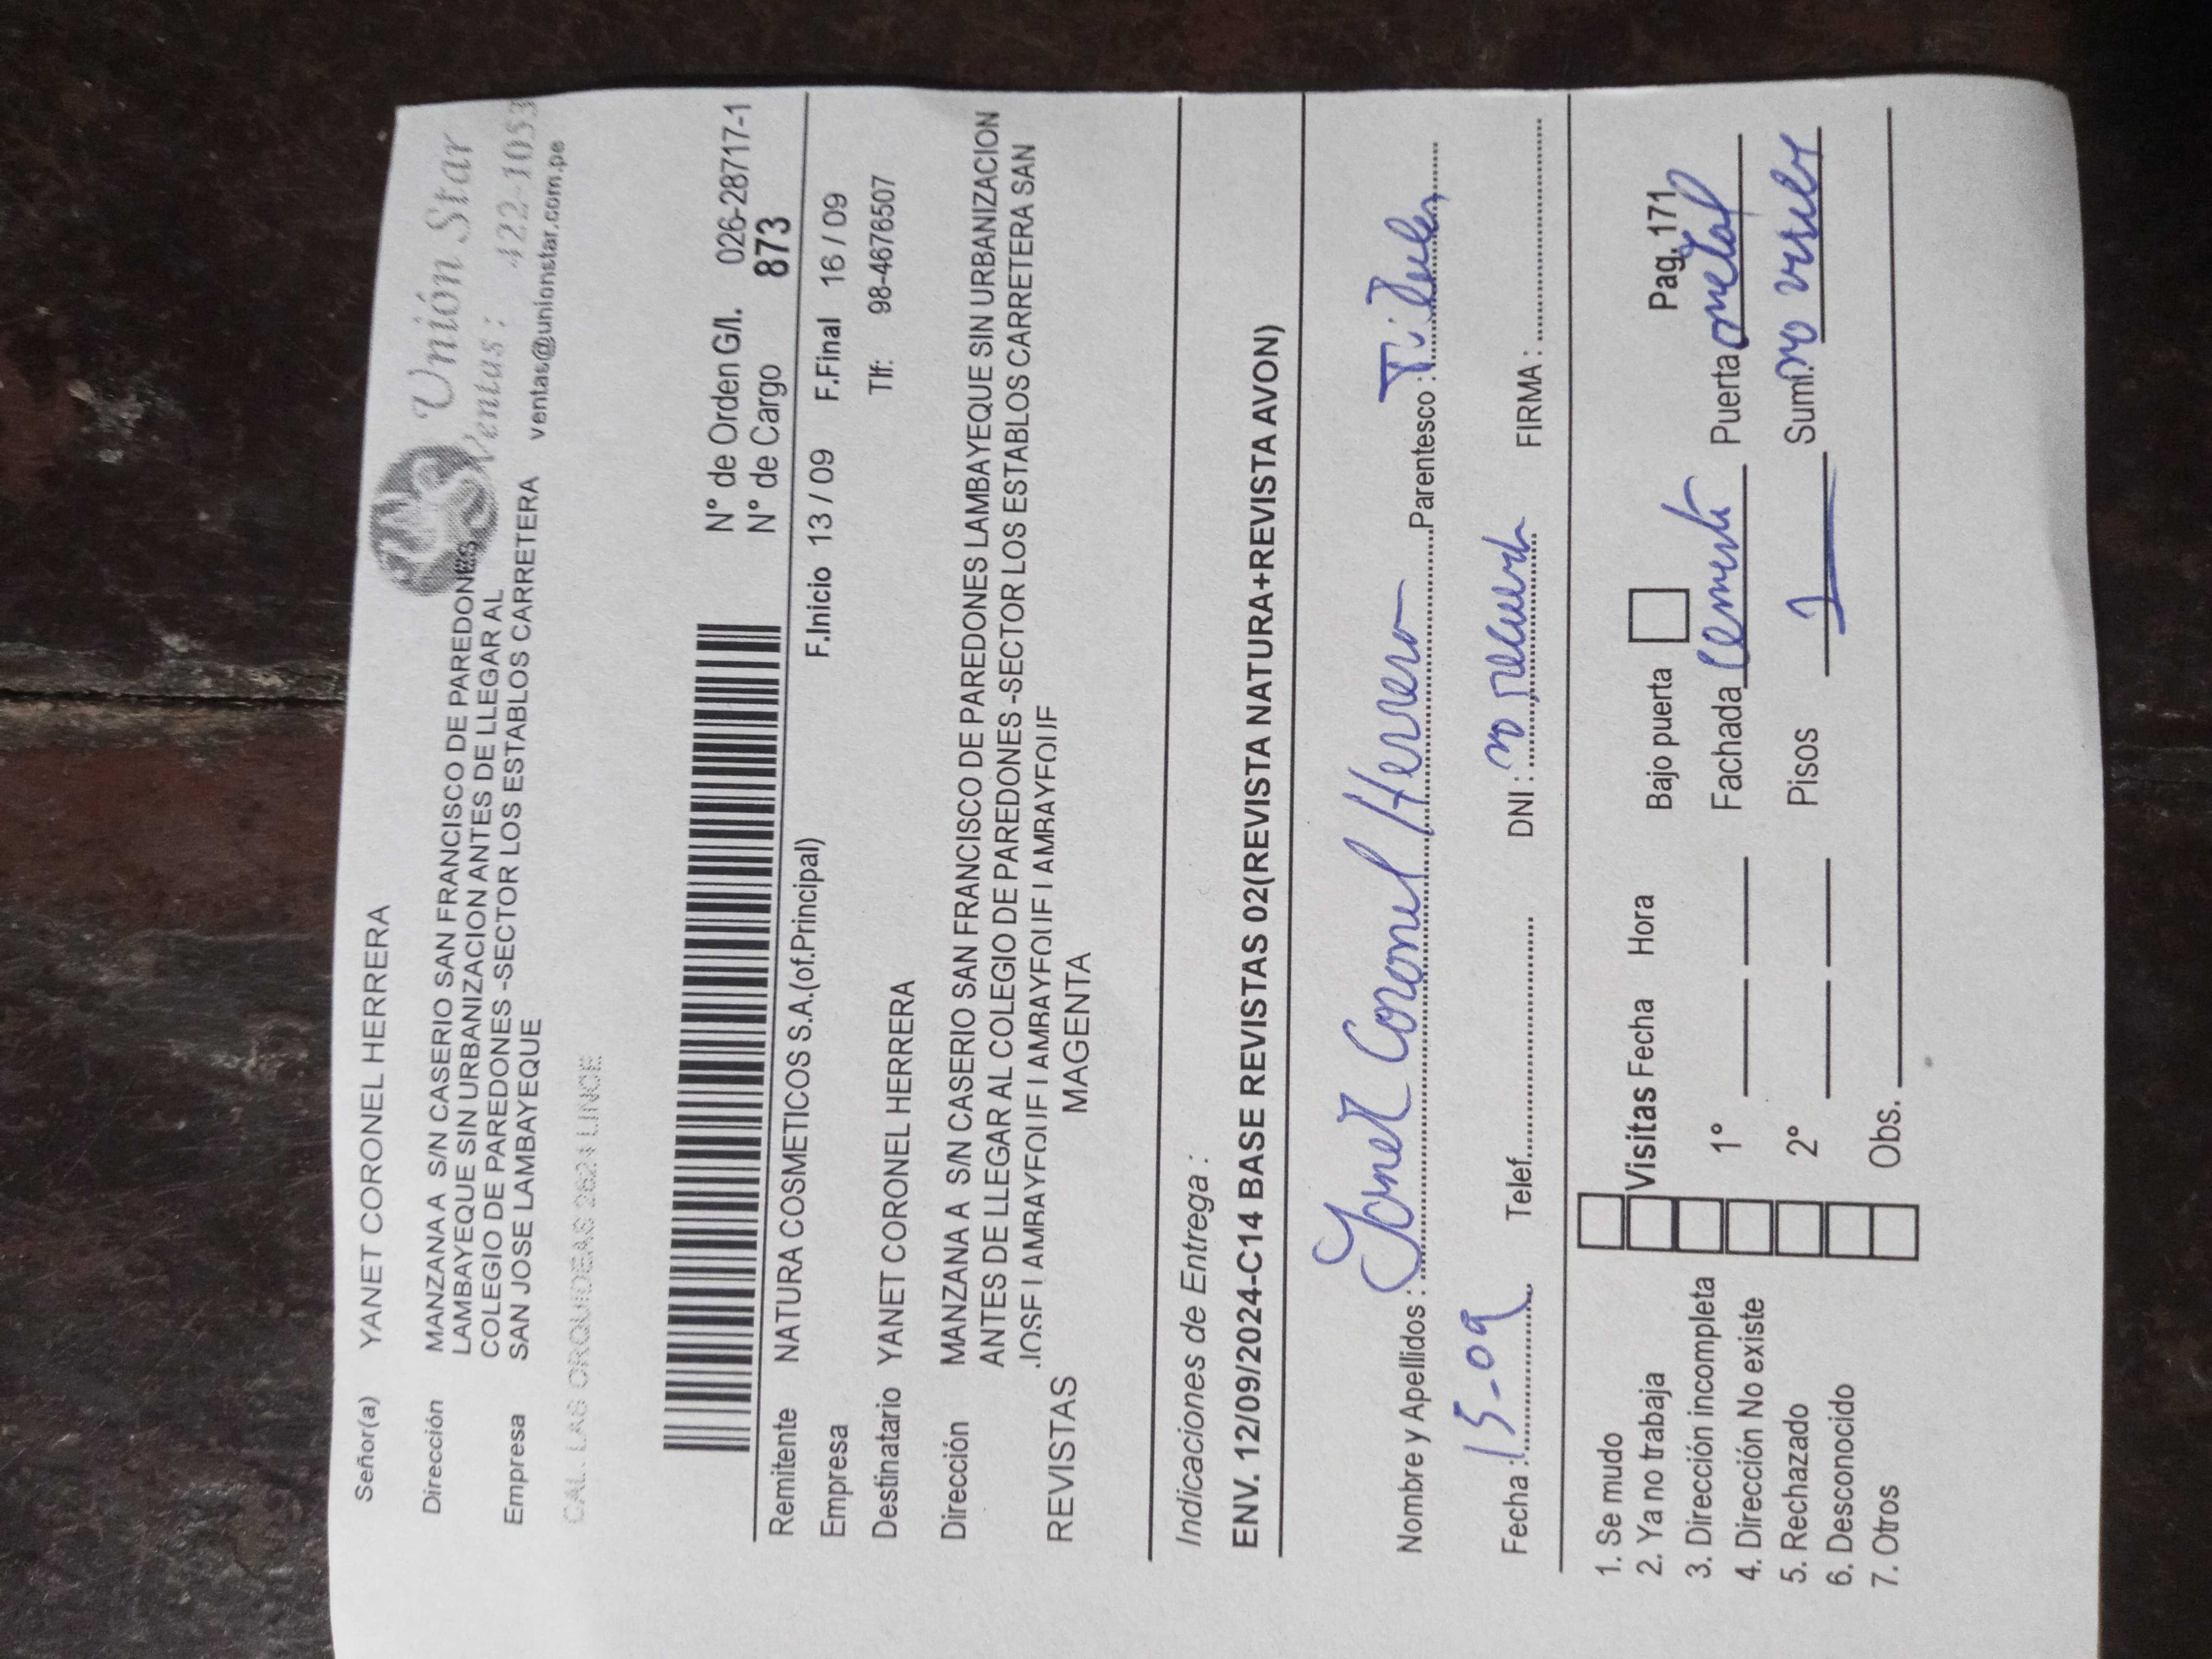 Señor(a) YANET CORONEL HERRERA
Unión Star
Ventas : 422-1053
ventas@unionstar.com.pe
Dirección MANZANA A S/N CASERIO SAN FRANCISCO DE PAREDONES
LAMBAYEQUE SIN URBANIZACION ANTES DE LLEGAR AL
COLEGIO DE PAREDONES -SECTOR LOS ESTABLOS CARRETERA
Empresa SAN JOSE LAMBAYEQUE
CAL. LAS ORQUIDEAS 2621 LINCE
N° de Orden G/I. 026-28717-1
N° de Cargo 873
Remitente NATURA COSMETICOS S.A.(of.Principal)
F.Inicio 13 / 09 F.Final 16 / 09
Empresa
Tlf: 98-4676507
Destinatario YANET CORONEL HERRERA
Dirección MANZANA A S/N CASERIO SAN FRANCISCO DE PAREDONES LAMBAYEQUE SIN URBANIZACION
ANTES DE LLEGAR AL COLEGIO DE PAREDONES -SECTOR LOS ESTABLOS CARRETERA SAN
JOSE LAMBAYEQUE LAMBAYEQUE LAMBAYEQUE
REVISTAS MAGENTA
Indicaciones de Entrega :
ENV. 12/09/2024-C14 BASE REVISTAS 02(REVISTA NATURA+REVISTA AVON)
Nombre y Apellidos : Yanet Coronel Herrera Parentesco :
Fecha : 15-09 Telef. DNI : no FIRMA :
1. Se mudo
2. Ya no trabaja
3. Dirección incompleta
4. Dirección No existe
5. Rechazado
6. Desconocido
7. Otros
Visitas Fecha Hora
1°
2°
Obs.
Bajo puerta Pag. 171
Fachada Cemento Puerta metal
Pisos 1 Sumi. no visible